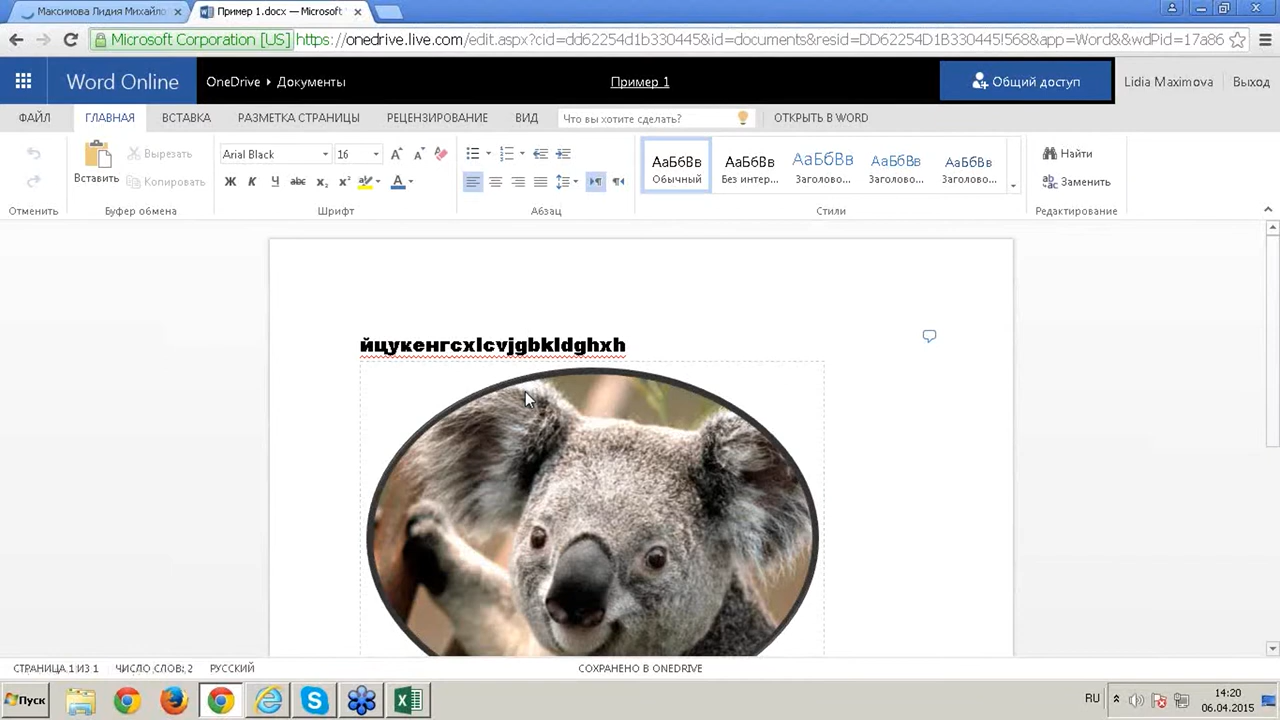 Максимова Лидия Михайло
Пример 1.docx — Microsoft
Microsoft Corporation [US] https://onedrive.live.com/edit.aspx?cid=dd62254d1b330445&id=documents&resid=DD62254D1B330445!568&app=Word&&wdPid=17a86
Word Online OneDrive Документы Пример 1 Общий доступ Lidia Maximova Выход
ФАЙЛ ГЛАВНАЯ ВСТАВКА РАЗМЕТКА СТРАНИЦЫ РЕЦЕНЗИРОВАНИЕ ВИД Что вы хотите сделать? ОТКРЫТЬ В WORD
Вырезать Arial Black 16 АаБбВв АаБбВв АаБбВв АаБбВв АаБбВв Найти
Вставить Копировать Ж К Ч abc x₂ x² A Обычный Без интер... Заголово... Заголово... Заголово... Заменить
Отменить Буфер обмена Шрифт Абзац Стили Редактирование
йцукенгсxlcvjgbkldghxh
СТРАНИЦА 1 ИЗ 1 ЧИСЛО СЛОВ: 2 РУССКИЙ СОХРАНЕНО В ONEDRIVE
Пуск RU 14:20
06.04.2015